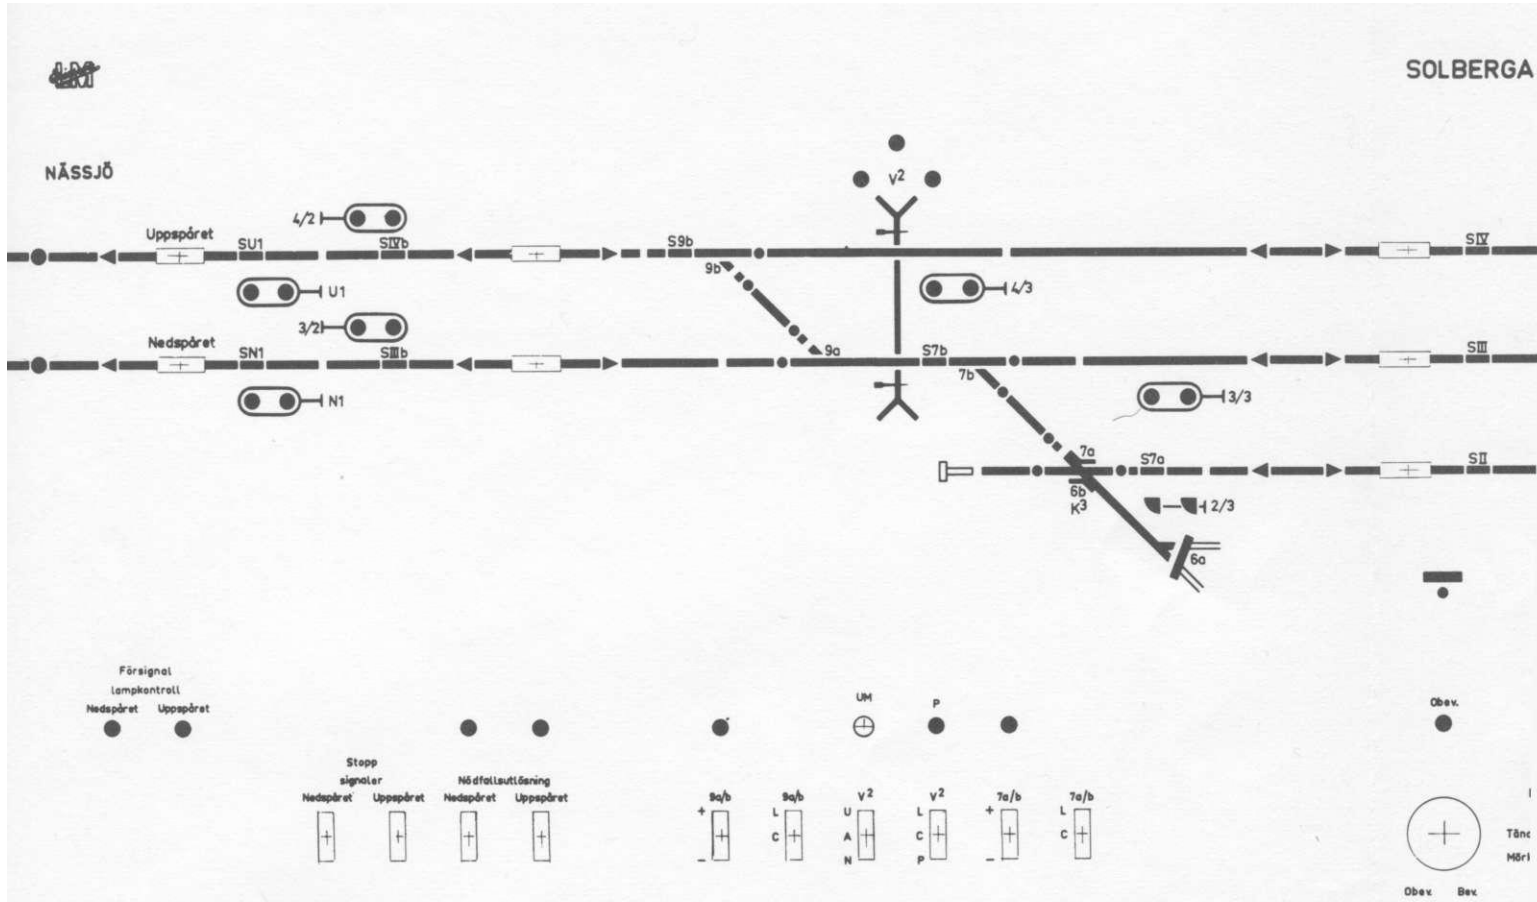 LM
SOLBERGA
NÄSSJÖ
V²
4/2
Uppspåret
SU1
SIVb
S9b
SIV
9b
U1
4/3
3/2
Nedspåret
SN1
SIIIb
9a
S7b
SIII
7b
N1
3/3
7a
S7a
SII
6b
K³
2/3
6a
Försignal
lampkontroll
Nedspåret Uppspåret
UM
P
Obev.
Stopp
signaler
Nödfallsutlösning
Nedspåret Uppspåret Nedspåret Uppspåret
9a/b 9a/b V² V² 7a/b 7a/b
+ L U L + L
C A C C
- N P -
Obev. Bev.